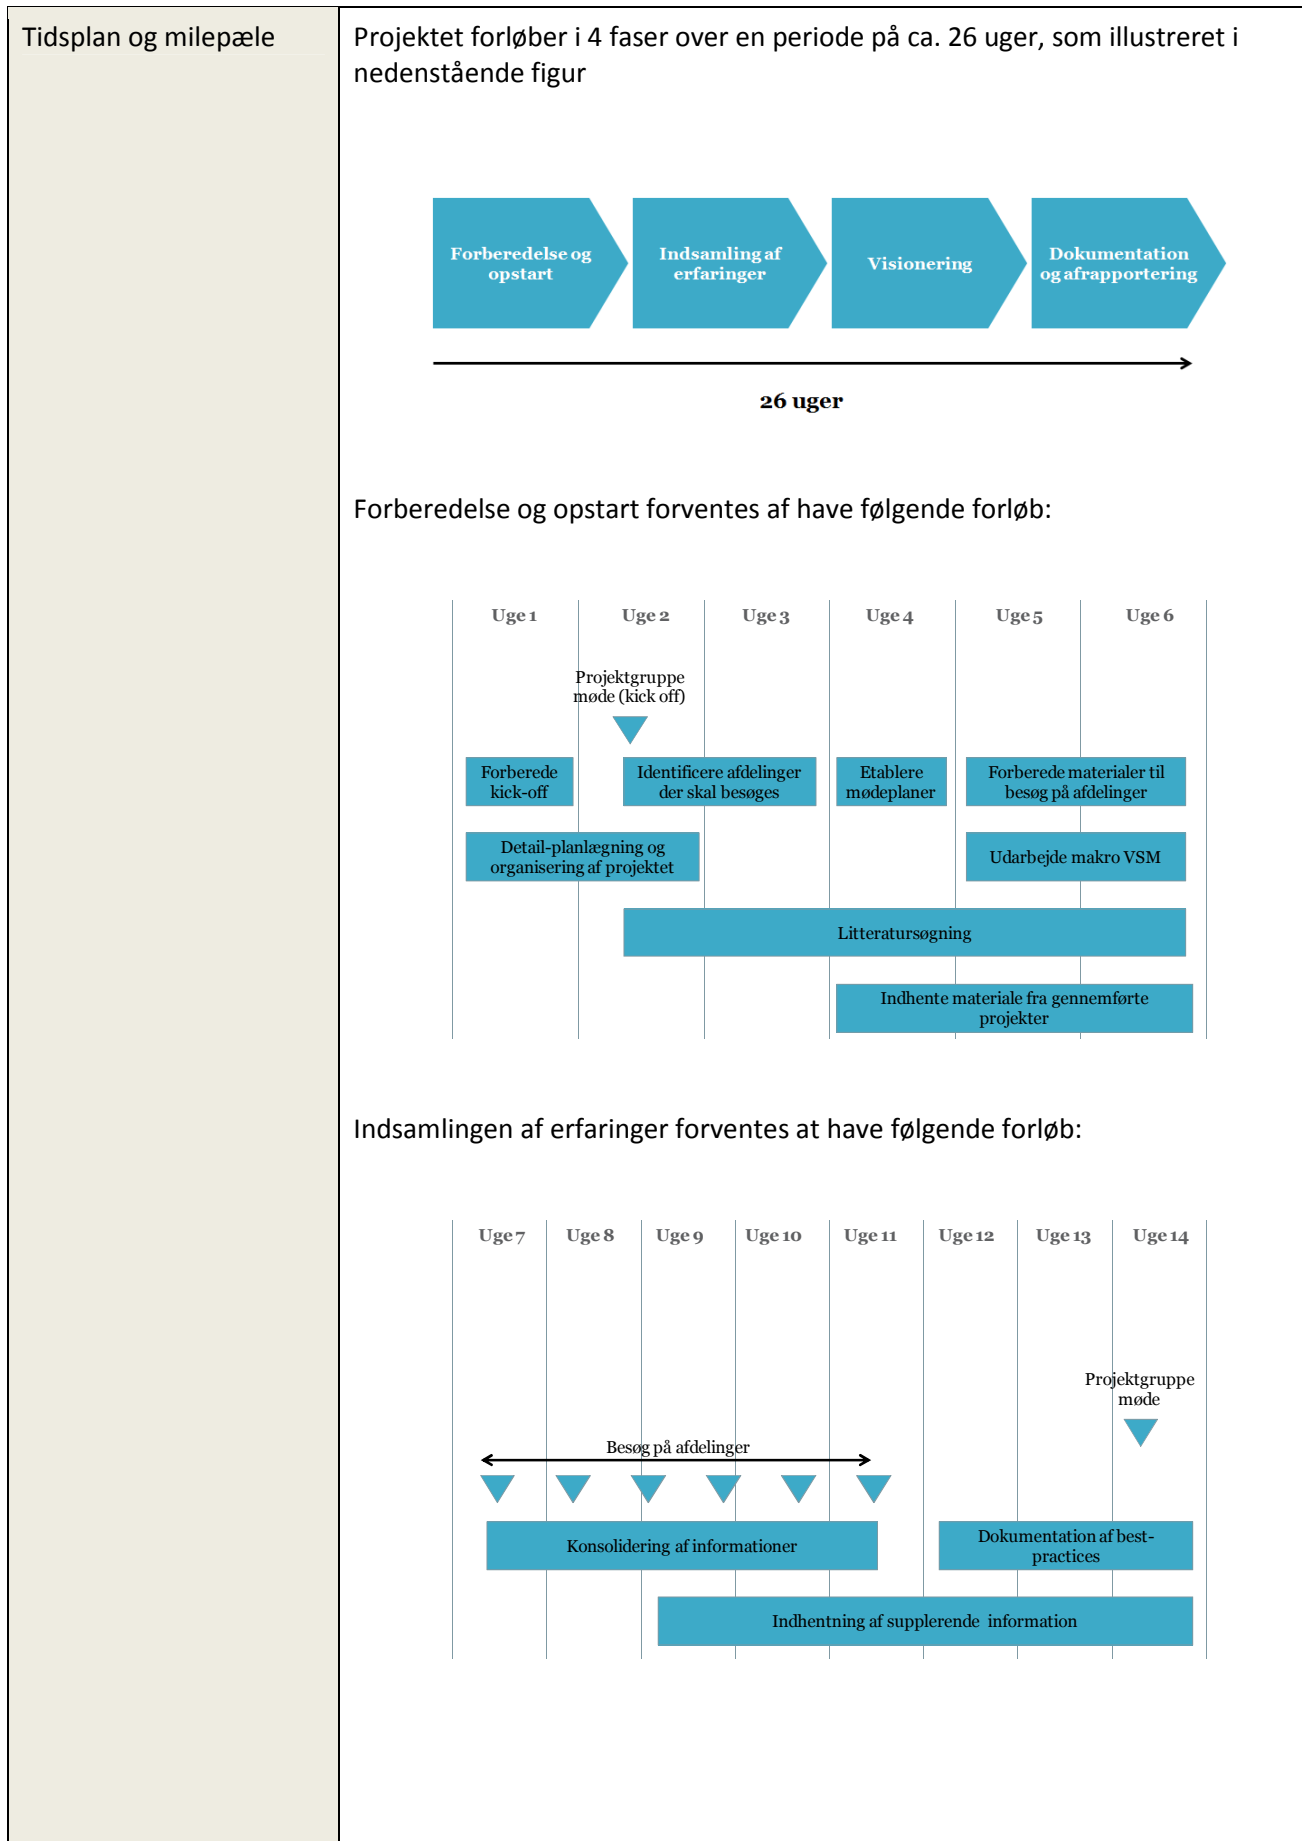 Tidsplan og milepæle
Projektet forløber i 4 faser over en periode på ca. 26 uger, som illustreret i
nedenstående figur
Forberedelse og
opstart
Indsamling af
erfaringer
Visionering
Dokumentation
og afrapportering
26 uger
Forberedelse og opstart forventes af have følgende forløb:
Uge 1
Uge 2
Uge 3
Uge 4
Uge 5
Uge 6
Projektgruppe
møde (kick off)
Forberede
kick-off
Identificere afdelinger
der skal besøges
Etablere
mødeplaner
Forberede materialer til
besøg på afdelinger
Detail-planlægning og
organisering af projektet
Udarbejde makro VSM
Litteratursøgning
Indhente materiale fra gennemførte
projekter
Indsamlingen af erfaringer forventes at have følgende forløb:
Uge 7
Uge 8
Uge 9
Uge 10
Uge 11
Uge 12
Uge 13
Uge 14
Projektgruppe
møde
Besøg på afdelinger
Konsolidering af informationer
Dokumentation af best-
practices
Indhentning af supplerende information